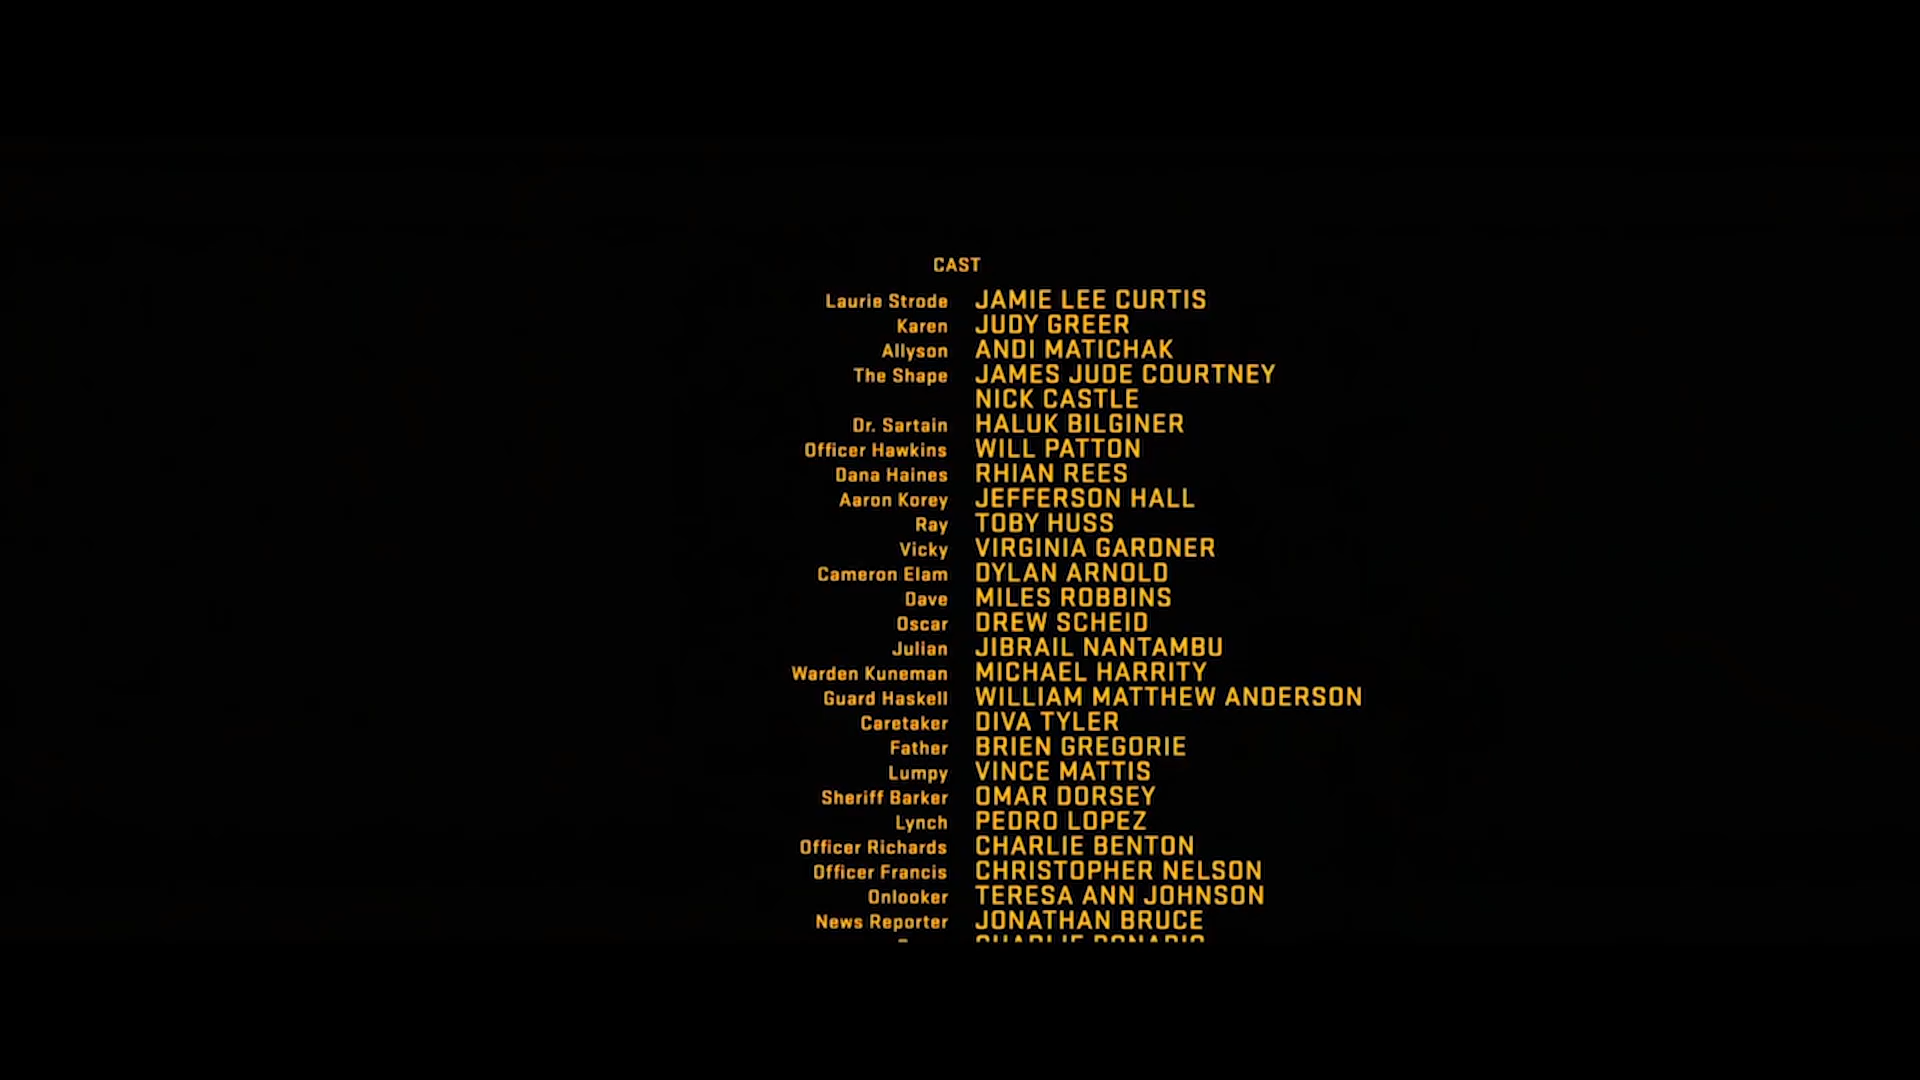 CAST
Laurie Strode JAMIE LEE CURTIS
Karen JUDY GREER
Allyson ANDI MATICHAK
The Shape JAMES JUDE COURTNEY
NICK CASTLE
Dr. Sartain HALUK BILGINER
Officer Hawkins WILL PATTON
Dana Haines RHIAN REES
Aaron Korey JEFFERSON HALL
Ray TOBY HUSS
Vicky VIRGINIA GARDNER
Cameron Elam DYLAN ARNOLD
Dave MILES ROBBINS
Oscar DREW SCHEID
Julian JIBRAIL NANTAMBU
Warden Kuneman MICHAEL HARRITY
Guard Haskell WILLIAM MATTHEW ANDERSON
Caretaker DIVA TYLER
Father BRIEN GREGORIE
Lumpy VINCE MATTIS
Sheriff Barker OMAR DORSEY
Lynch PEDRO LOPEZ
Officer Richards CHARLIE BENTON
Officer Francis CHRISTOPHER NELSON
Onlooker TERESA ANN JOHNSON
News Reporter JONATHAN BRUCE